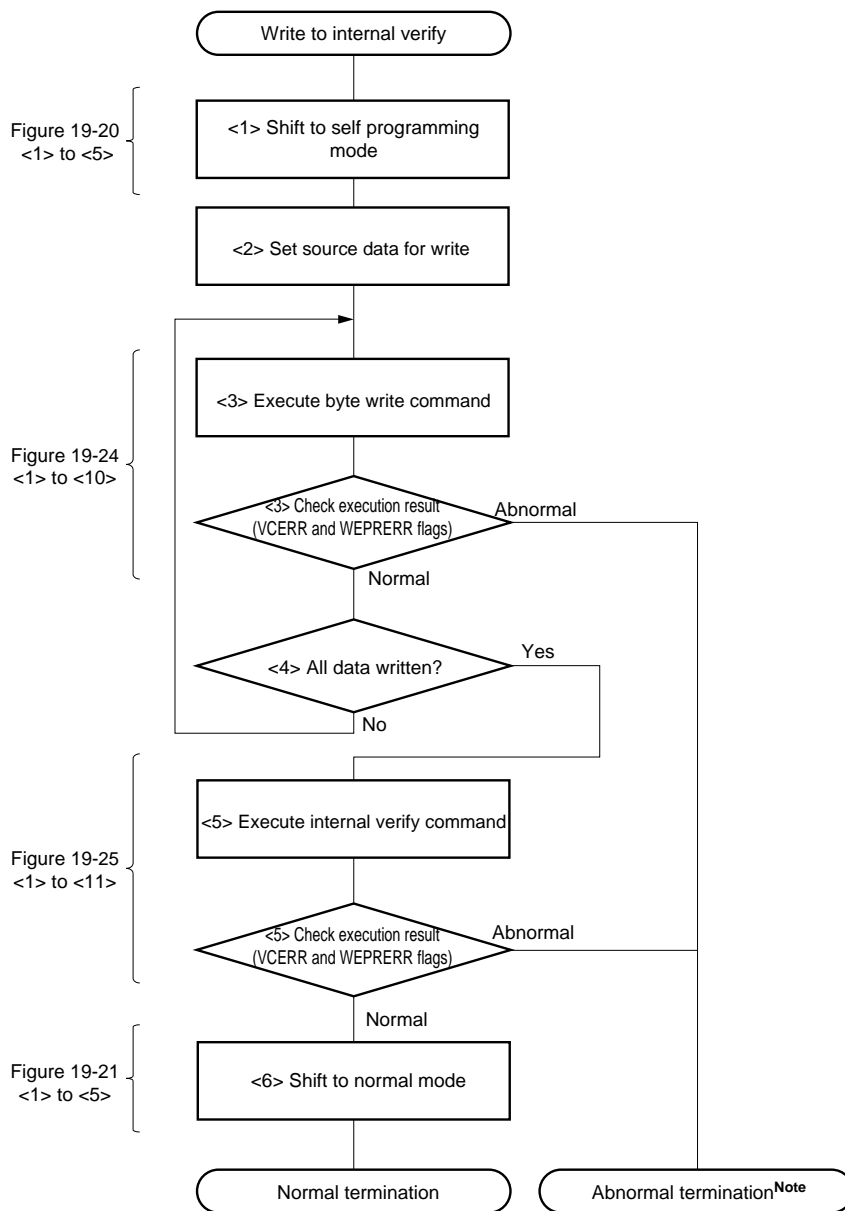 Write to internal verify
Figure 19-20
<1> to <5>
<1> Shift to self programming
mode
<2> Set source data for write
Figure 19-24
<1> to <10>
<3> Execute byte write command
<3> Check execution result
(VCERR and WEPRERR flags)
Abnormal
Normal
<4> All data written?
Yes
No
Figure 19-25
<1> to <11>
<5> Execute internal verify command
<5> Check execution result
(VCERR and WEPRERR flags)
Abnormal
Normal
Figure 19-21
<1> to <5>
<6> Shift to normal mode
Normal termination
Abnormal terminationNote